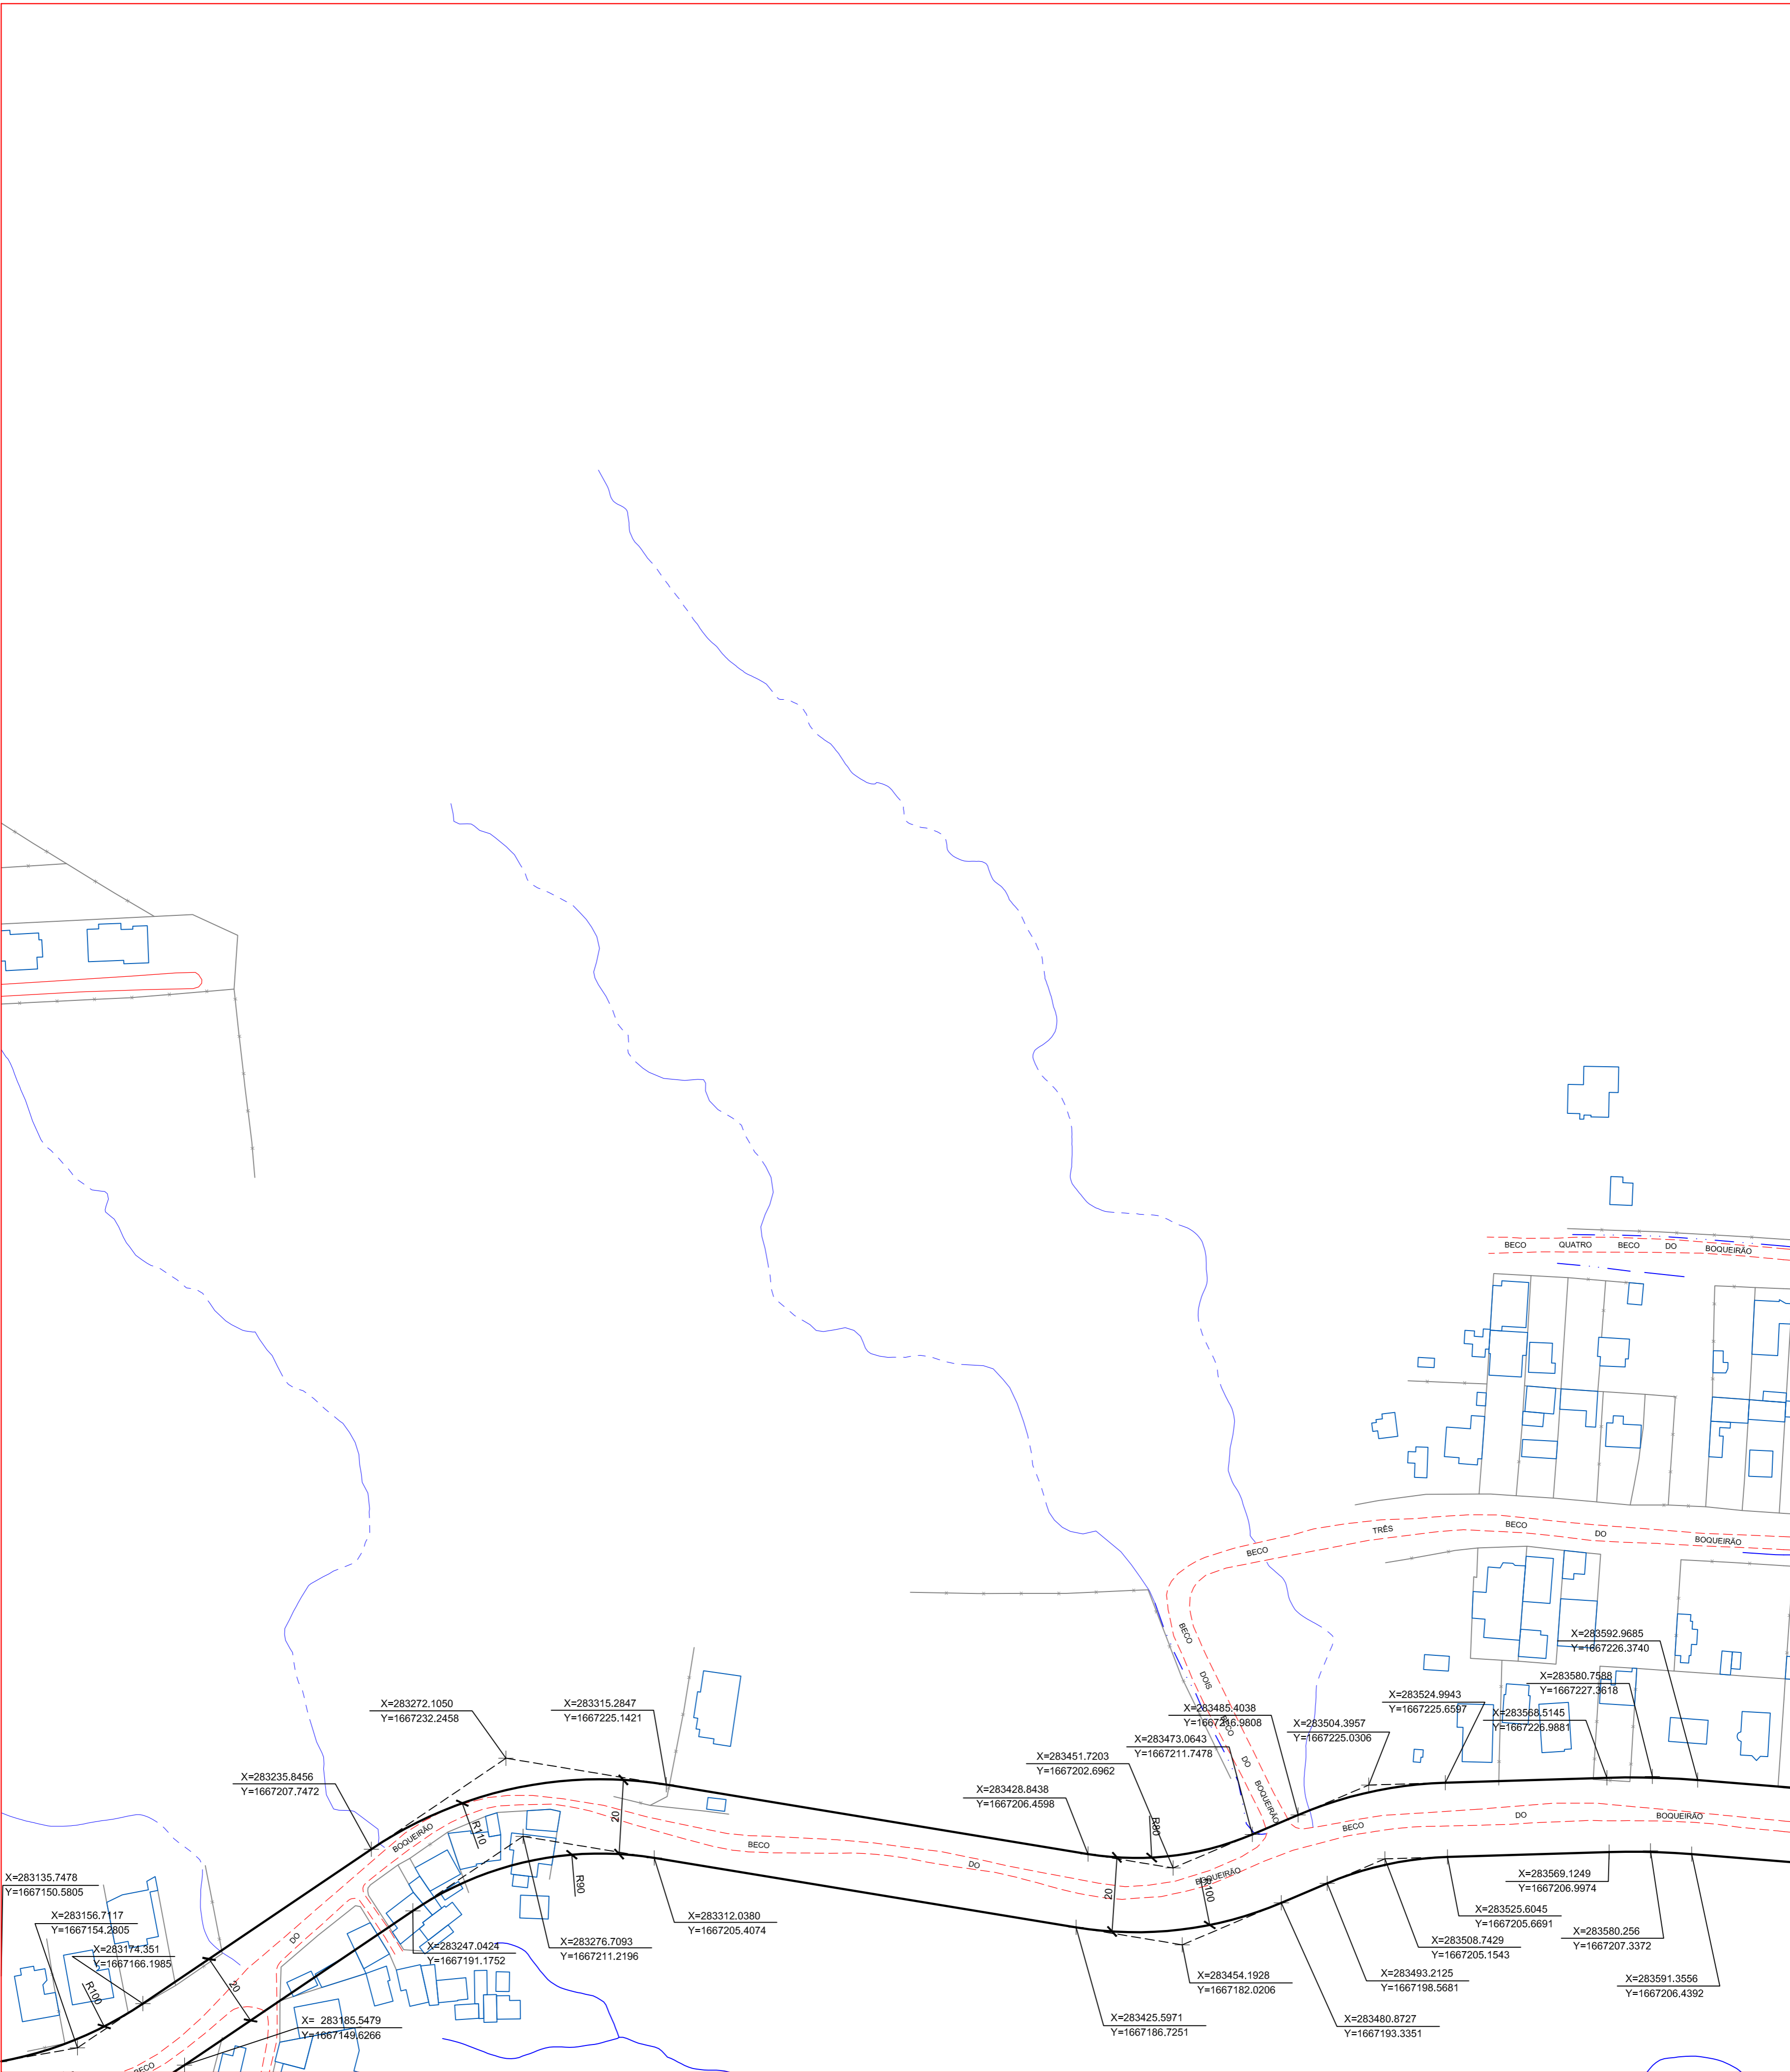 BECO QUATRO BECO DO BOQUEIRÃO
BECO TRÊS BECO DO BOQUEIRÃO
BECO DOIS BECO DO BOQUEIRÃO
X=283592.9685
Y=1667226.3740
X=283580.7588
Y=1667227.3618
X=283524.9943
Y=1667225.6597
X=283568.5145
Y=1667226.9881
X=283504.3957
Y=1667225.0306
X=283485.4038
Y=1667216.9808
X=283473.0643
Y=1667211.7478
X=283451.7203
Y=1667202.6962
X=283428.8438
Y=1667206.4598
X=283272.1050
Y=1667232.2458
X=283315.2847
Y=1667225.1421
X=283235.8456
Y=1667207.7472
20
R110
R90
R80
R100
20
BOQUEIRÃO
BECO
DO
BOQUEIRÃO
BECO
DO
BOQUEIRÃO
X=283135.7478
Y=1667150.5805
X=283156.7117
Y=1667154.2805
X=283174.351
Y=1667166.1985
R100
20
DO
BECO
X=283247.0424
Y=1667191.1752
X=283276.7093
Y=1667211.2196
X=283312.0380
Y=1667205.4074
X= 283185.5479
Y=1667149.6266
X=283569.1249
Y=1667206.9974
X=283525.6045
Y=1667205.6691
X=283580.256
Y=1667207.3372
X=283508.7429
Y=1667205.1543
X=283493.2125
Y=1667198.5681
X=283591.3556
Y=1667206.4392
X=283454.1928
Y=1667182.0206
X=283425.5971
Y=1667186.7251
X=283480.8727
Y=1667193.3351